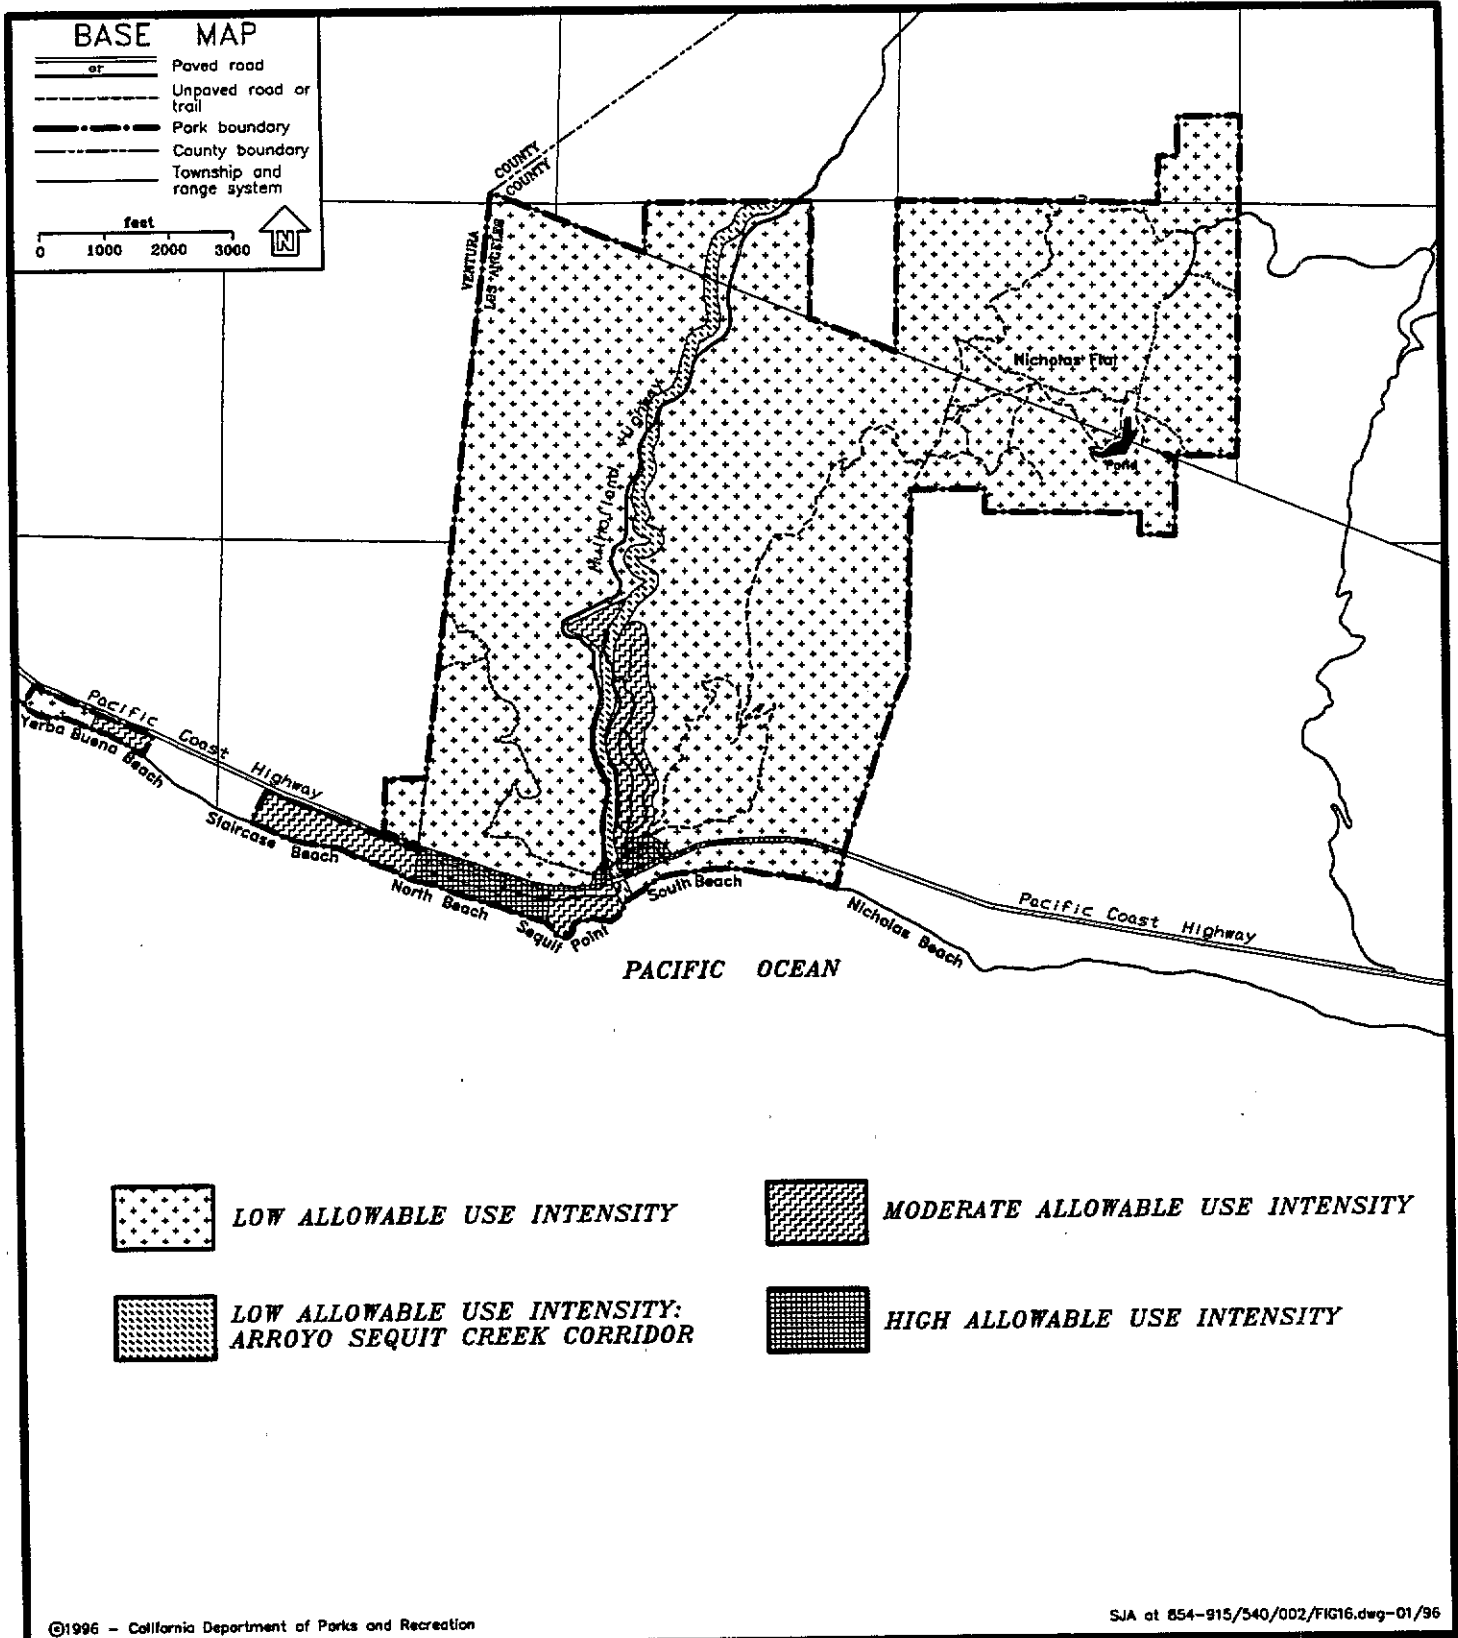 BASE MAP
or
Paved road
Unpaved road or
trail
Park boundary
County boundary
Township and
range system
feet
0 1000 2000 3000
N
COUNTY
COUNTY
VENTURA
LOS ANGELES
Mulholland Highway
Nicholas Flat
Pond
Pacific Coast Highway
Yerba Buena Beach
Staircase Beach
North Beach
Sequit Point
South Beach
Nicholas Beach
Pacific Coast Highway
PACIFIC OCEAN
LOW ALLOWABLE USE INTENSITY
MODERATE ALLOWABLE USE INTENSITY
LOW ALLOWABLE USE INTENSITY:
ARROYO SEQUIT CREEK CORRIDOR
HIGH ALLOWABLE USE INTENSITY
©1996 - California Department of Parks and Recreation
SJA at 854-915/540/002/FIG16.dwg-01/96